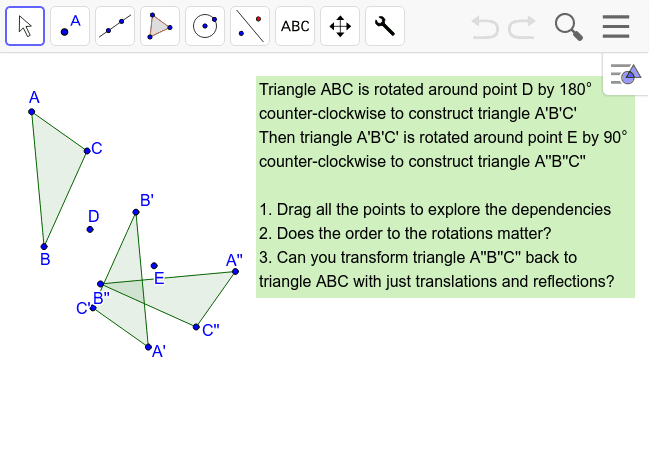 A
ABC
Triangle ABC is rotated around point D by 180°
counter-clockwise to construct triangle A'B'C'
Then triangle A'B'C' is rotated around point E by 90°
counter-clockwise to construct triangle A"B"C"
1. Drag all the points to explore the dependencies
2. Does the order to the rotations matter?
3. Can you transform triangle A"B"C" back to
triangle ABC with just translations and reflections?
A
C
B
D
B'
E
A"
B"
C'
C"
A'